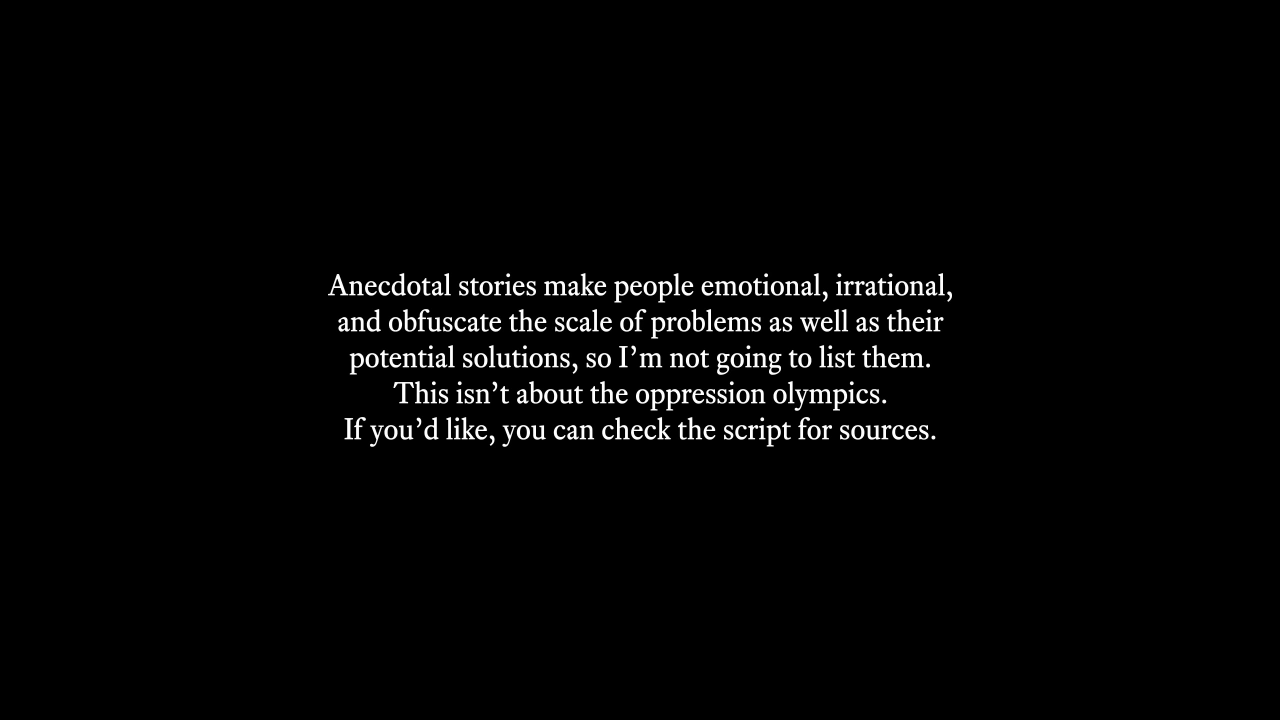 Anecdotal stories make people emotional, irrational,
and obfuscate the scale of problems as well as their
potential solutions, so I’m not going to list them.
This isn’t about the oppression olympics.
If you’d like, you can check the script for sources.